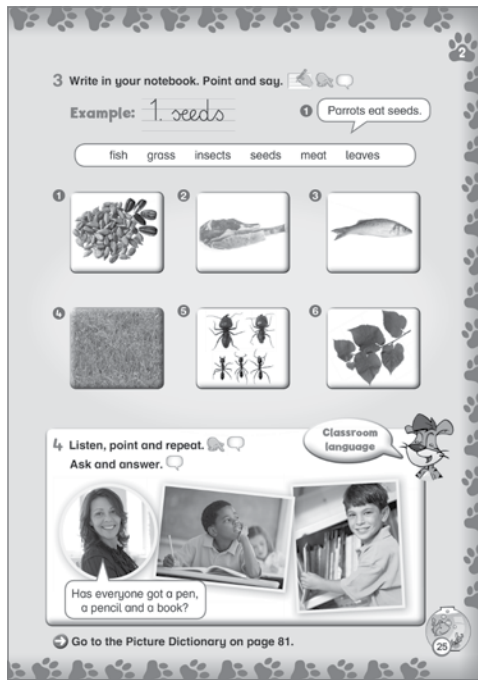 2
3 Write in your notebook. Point and say.
Example: 1. seeds
1 Parrots eat seeds.
fish grass insects seeds meat leaves
1 2 3
4 5 6
4 Listen, point and repeat.
Ask and answer.
Classroom
language
Has everyone got a pen,
a pencil and a book?
Go to the Picture Dictionary on page 81.
25